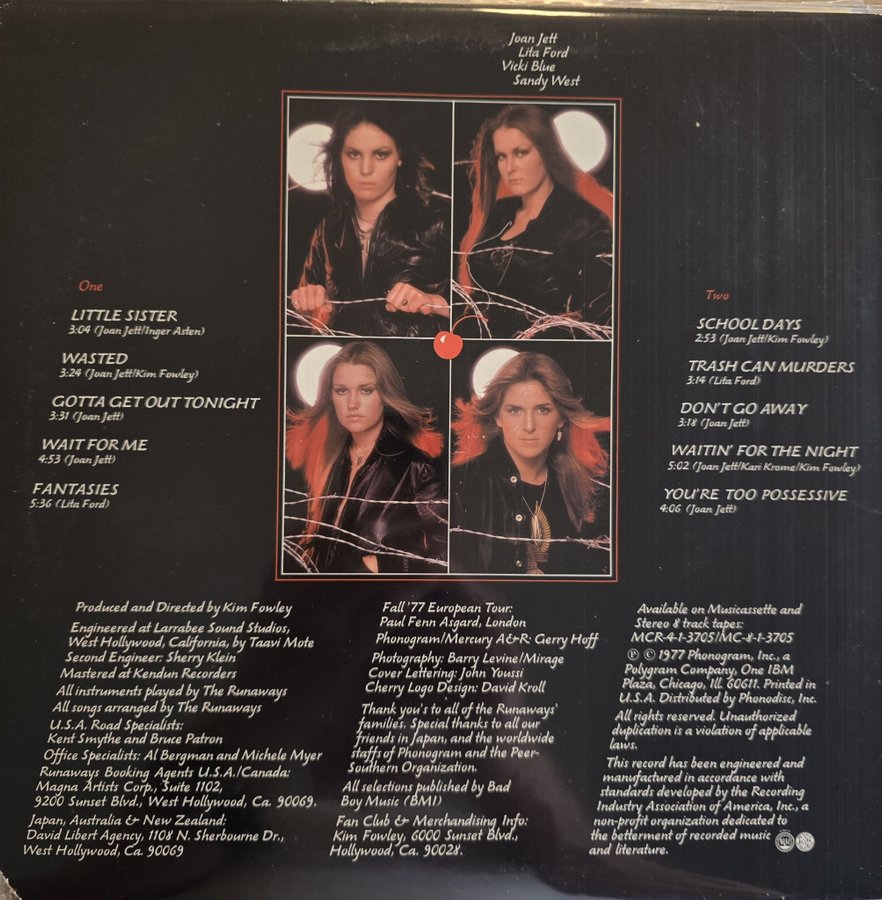 Joan Jett
Lita Ford
Vicki Blue
Sandy West
One
LITTLE SISTER
3:04 (Joan Jett/Inger Asten)
WASTED
3:24 (Joan Jett/Kim Fowley)
GOTTA GET OUT TONIGHT
3:31 (Joan Jett)
WAIT FOR ME
4:53 (Joan Jett)
FANTASIES
5:36 (Lita Ford)
Two
SCHOOL DAYS
2:53 (Joan Jett/Kim Fowley)
TRASH CAN MURDERS
3:14 (Lita Ford)
DON'T GO AWAY
3:18 (Joan Jett)
WAITIN' FOR THE NIGHT
5:02 (Joan Jett/Kari Krome/Kim Fowley)
YOU'RE TOO POSSESSIVE
4:06 (Joan Jett)
Produced and Directed by Kim Fowley
Engineered at Larrabee Sound Studios,
West Hollywood, California, by Taavi Mote
Second Engineer: Sherry Klein
Mastered at Kendun Recorders
All instruments played by The Runaways
All songs arranged by The Runaways
U.S.A. Road Specialists:
Kent Smythe and Bruce Patron
Office Specialists: Al Bergman and Michele Myer
Runaways Booking Agents U.S.A./Canada:
Magna Artists Corp., Suite 1102,
9200 Sunset Blvd., West Hollywood, Ca. 90069.
Japan, Australia & New Zealand:
David Libert Agency, 1108 N. Sherbourne Dr.,
West Hollywood, Ca. 90069
Fall '77 European Tour:
Paul Fenn Asgard, London
Phonogram/Mercury A&R: Gerry Hoff
Photography: Barry Levine/Mirage
Cover Lettering: John Youssi
Cherry Logo Design: David Kroll
Thank you's to all of the Runaways'
families. Special thanks to all our
friends in Japan, and the worldwide
staffs of Phonogram and the Peer-
Southern Organization.
All selections published by Bad
Boy Music (BMI)
Fan Club & Merchandising Info:
Kim Fowley, 6000 Sunset Blvd.,
Hollywood, Ca. 90028.
Available on Musicassette and
Stereo 8 track tapes:
MCR-4-1-3705/MC-8-1-3705
℗ © 1977 Phonogram, Inc., a
Polygram Company, One IBM
Plaza, Chicago, Ill. 60611. Printed in
U.S.A. Distributed by Phonodisc, Inc.
All rights reserved. Unauthorized
duplication is a violation of applicable
laws.
This record has been engineered and
manufactured in accordance with
standards developed by the Recording
Industry Association of America, Inc., a
non-profit organization dedicated to
the betterment of recorded music
and literature.